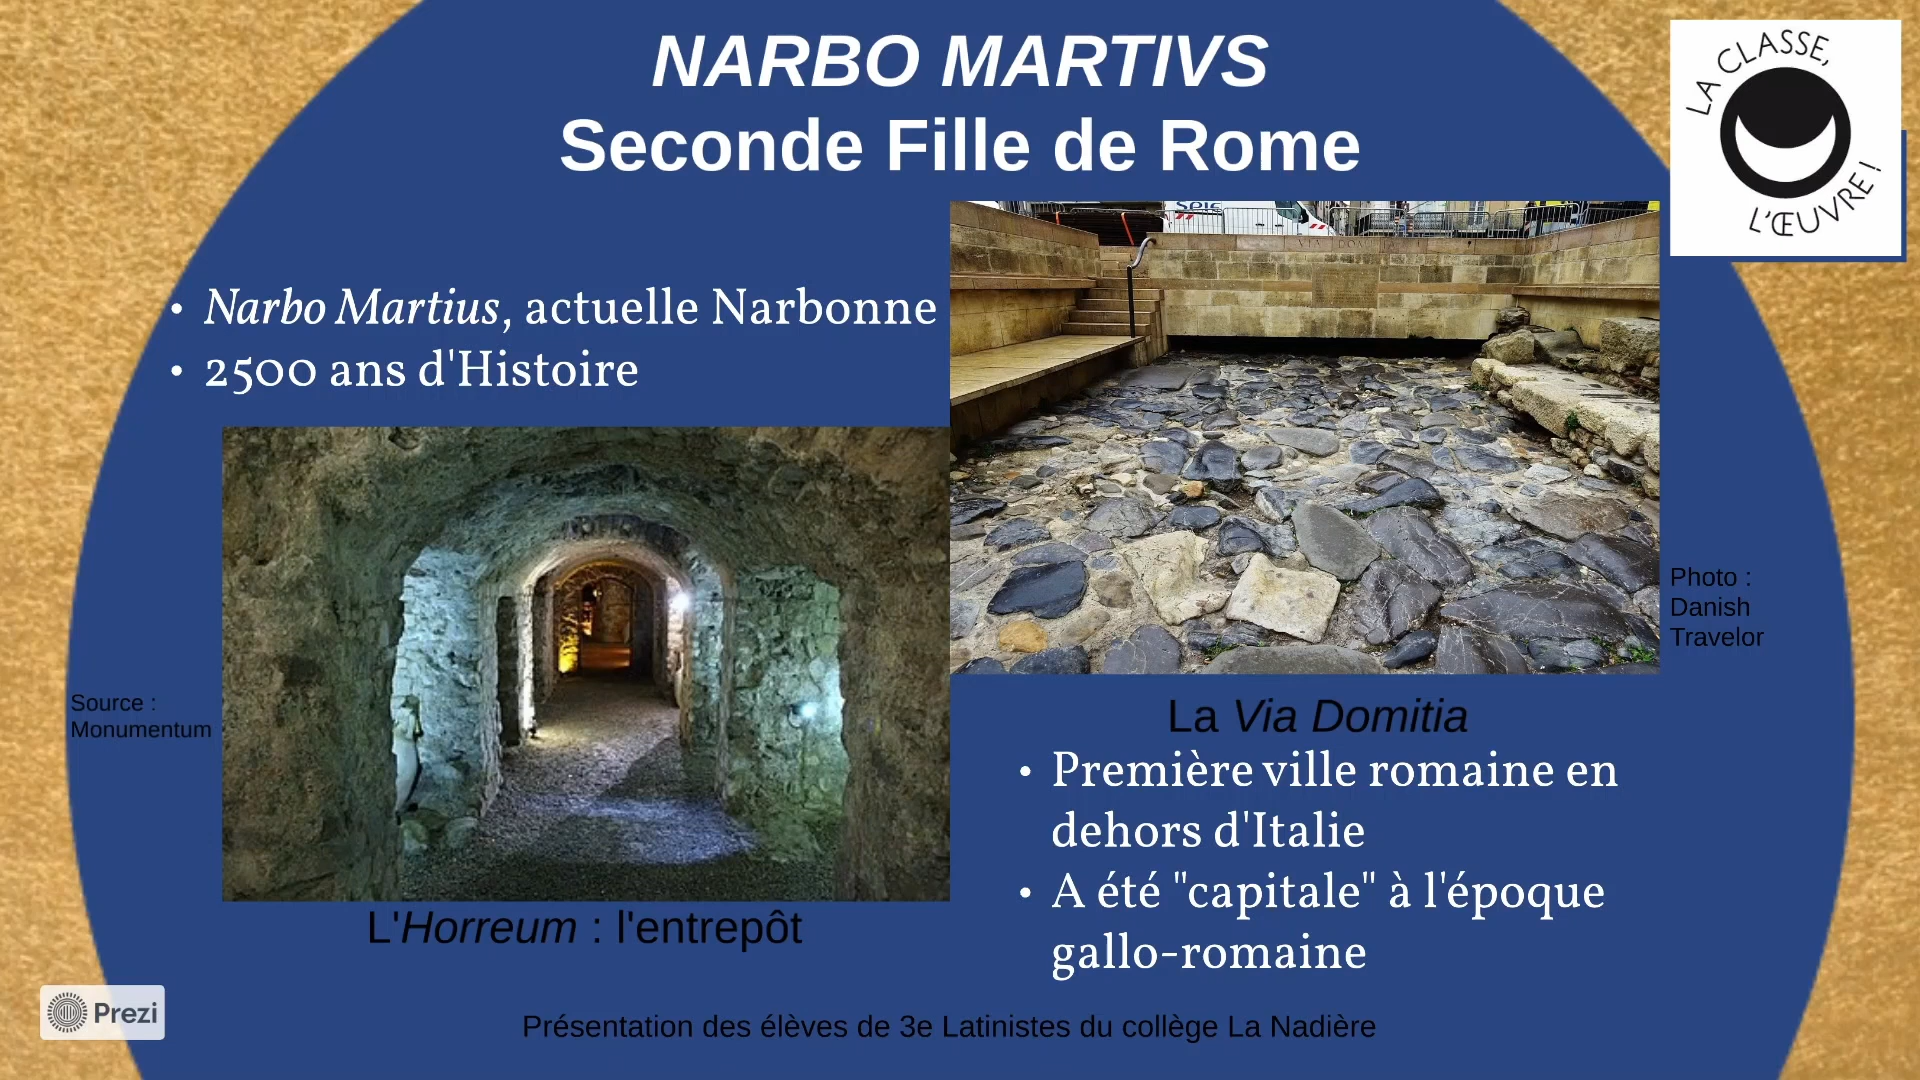 NARBO MARTIVS
Seconde Fille de Rome
LA CLASSE,
L'ŒUVRE !
• Narbo Martius, actuelle Narbonne
• 2500 ans d'Histoire
Spie
Photo :
Danish
Travelor
Source :
Monumentum
La Via Domitia
• Première ville romaine en
dehors d'Italie
• A été "capitale" à l'époque
gallo-romaine
L'Horreum : l'entrepôt
Prezi
Présentation des élèves de 3e Latinistes du collège La Nadière